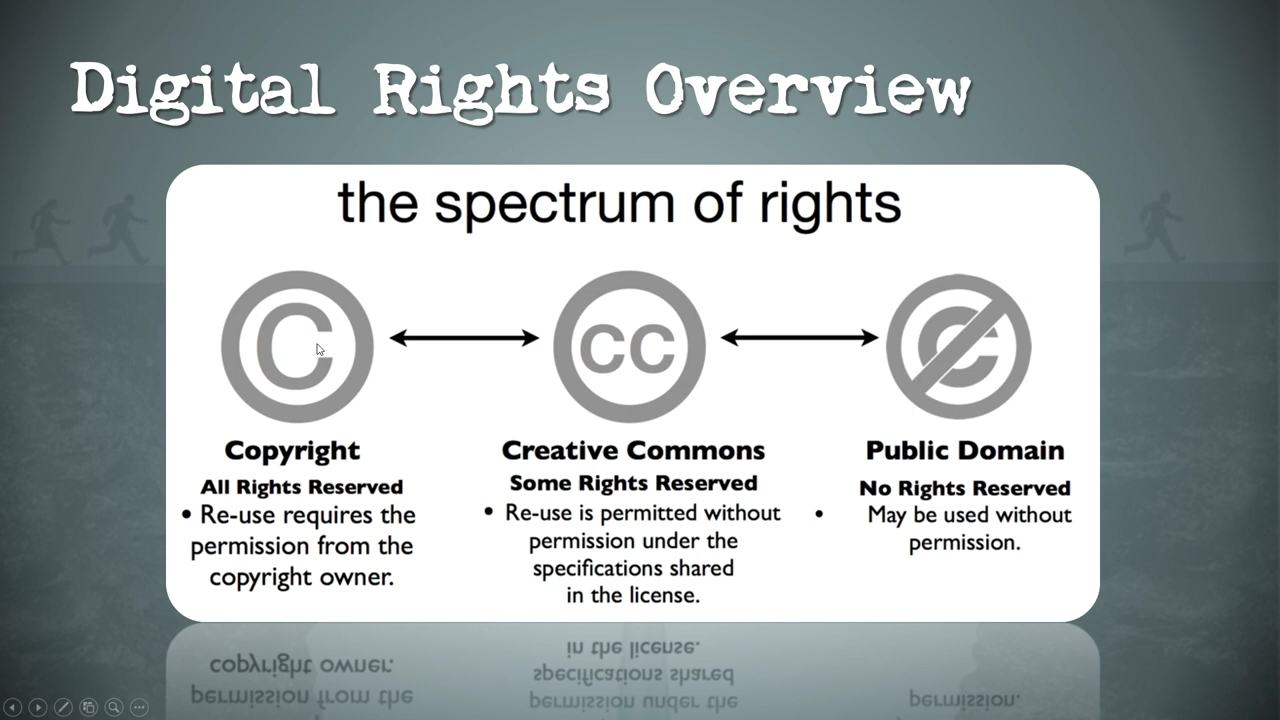 Digital Rights Overview
the spectrum of rights
C
CC
C
Copyright
All Rights Reserved
• Re-use requires the
permission from the
copyright owner.
Creative Commons
Some Rights Reserved
• Re-use is permitted without
permission under the
specifications shared
in the license.
Public Domain
No Rights Reserved
• May be used without
permission.